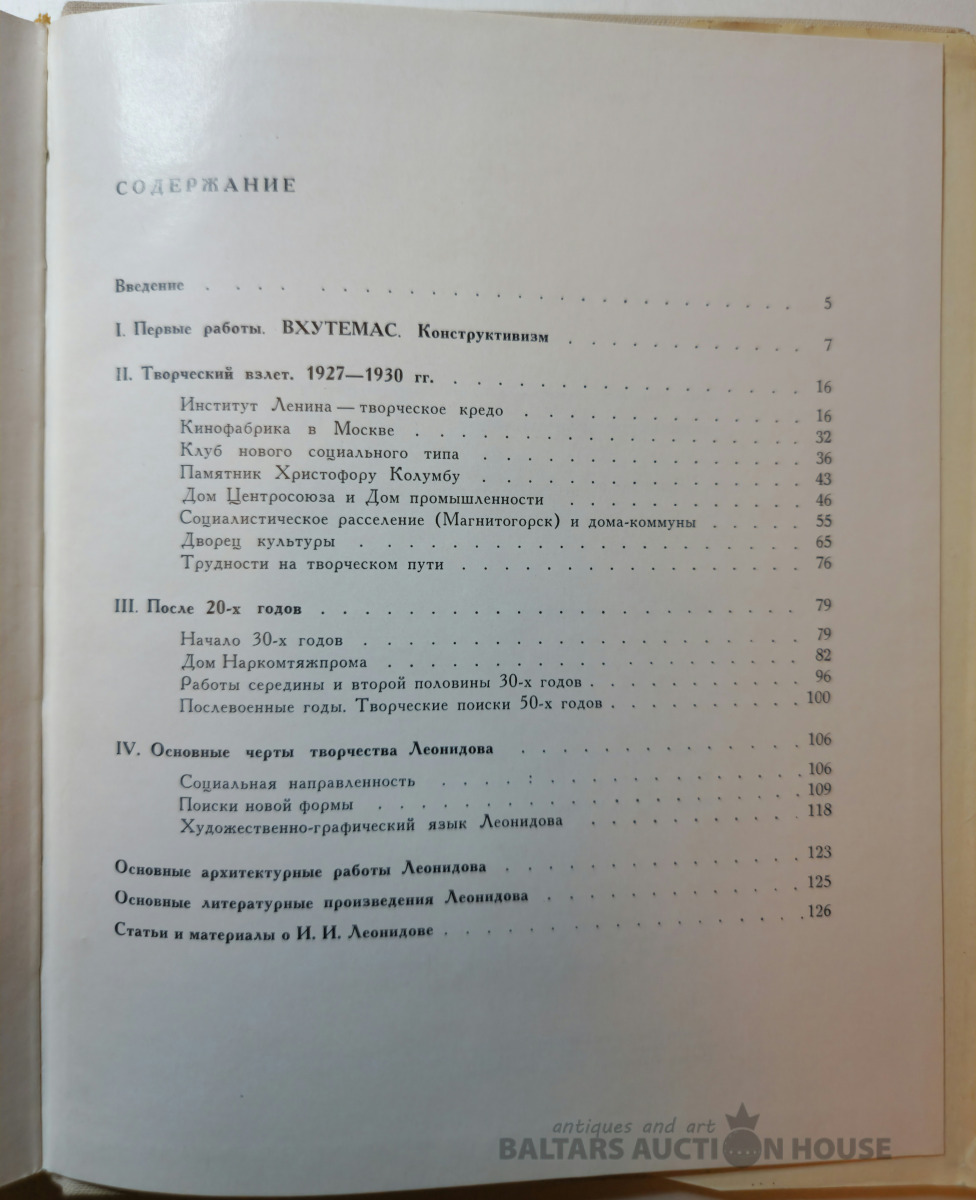 СОДЕРЖАНИЕ
Введение . . . . . . . . . . . . . . . . . . . . . . . . 5
I. Первые работы. ВХУТЕМАС. Конструктивизм . . . . . . . . . . 7
II. Творческий взлет. 1927—1930 гг. . . . . . . . . . . . . . . . 16
Институт Ленина — творческое кредо . . . . . . . . . . . . 16
Кинофабрика в Москве . . . . . . . . . . . . . . . . . 32
Клуб нового социального типа . . . . . . . . . . . . . . 36
Памятник Христофору Колумбу . . . . . . . . . . . . . . 43
Дом Центросоюза и Дом промышленности . . . . . . . . . . 46
Социалистическое расселение (Магнитогорск) и дома-коммуны . . . . . 55
Дворец культуры . . . . . . . . . . . . . . . . . . . 65
Трудности на творческом пути . . . . . . . . . . . . . . . 76
III. После 20-х годов . . . . . . . . . . . . . . . . . . . . . 79
Начало 30-х годов . . . . . . . . . . . . . . . . . . . 79
Дом Наркомтяжпрома . . . . . . . . . . . . . . . . . . 82
Работы середины и второй половины 30-х годов . . . . . . . . . . 96
Послевоенные годы. Творческие поиски 50-х годов . . . . . . . . . 100
IV. Основные черты творчества Леонидова . . . . . . . . . . . . 106
Социальная направленность . . . . . . . . . . . . . . . . 106
Поиски новой формы . . . . . . . . . . . . . . . . . . 109
Художественно-графический язык Леонидова . . . . . . . . . . 118
Основные архитектурные работы Леонидова . . . . . . . . . . . . . 123
Основные литературные произведения Леонидова . . . . . . . . . . . 125
Статьи и материалы о И. И. Леонидове . . . . . . . . . . . . . . . 126
antiques and art
BALTARS AUCTION HOUSE